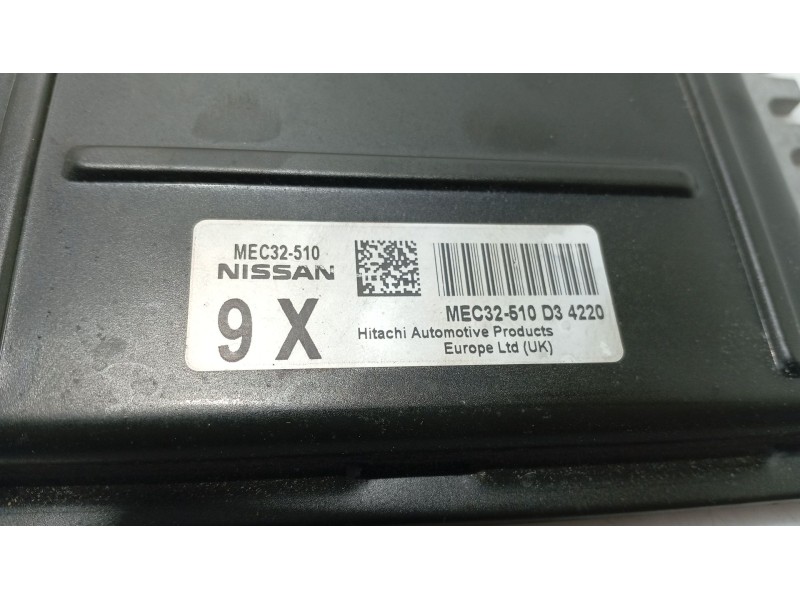 MEC32-510
NISSAN
9 X
MEC32-510 D3 4220
Hitachi Automotive Products
Europe Ltd (UK)